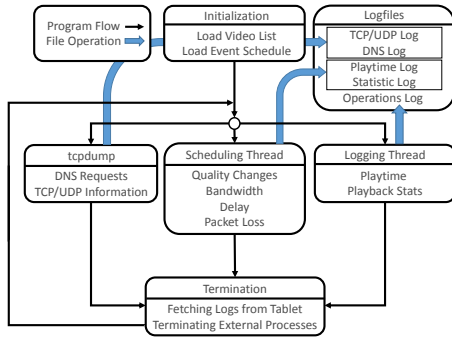 Program Flow
File Operation
Initialization
Load Video List
Load Event Schedule
Logfiles
TCP/UDP Log
DNS Log
Playtime Log
Statistic Log
Operations Log
tcpdump
DNS Requests
TCP/UDP Information
Scheduling Thread
Quality Changes
Bandwidth
Delay
Packet Loss
Logging Thread
Playtime
Playback Stats
Termination
Fetching Logs from Tablet
Terminating External Processes